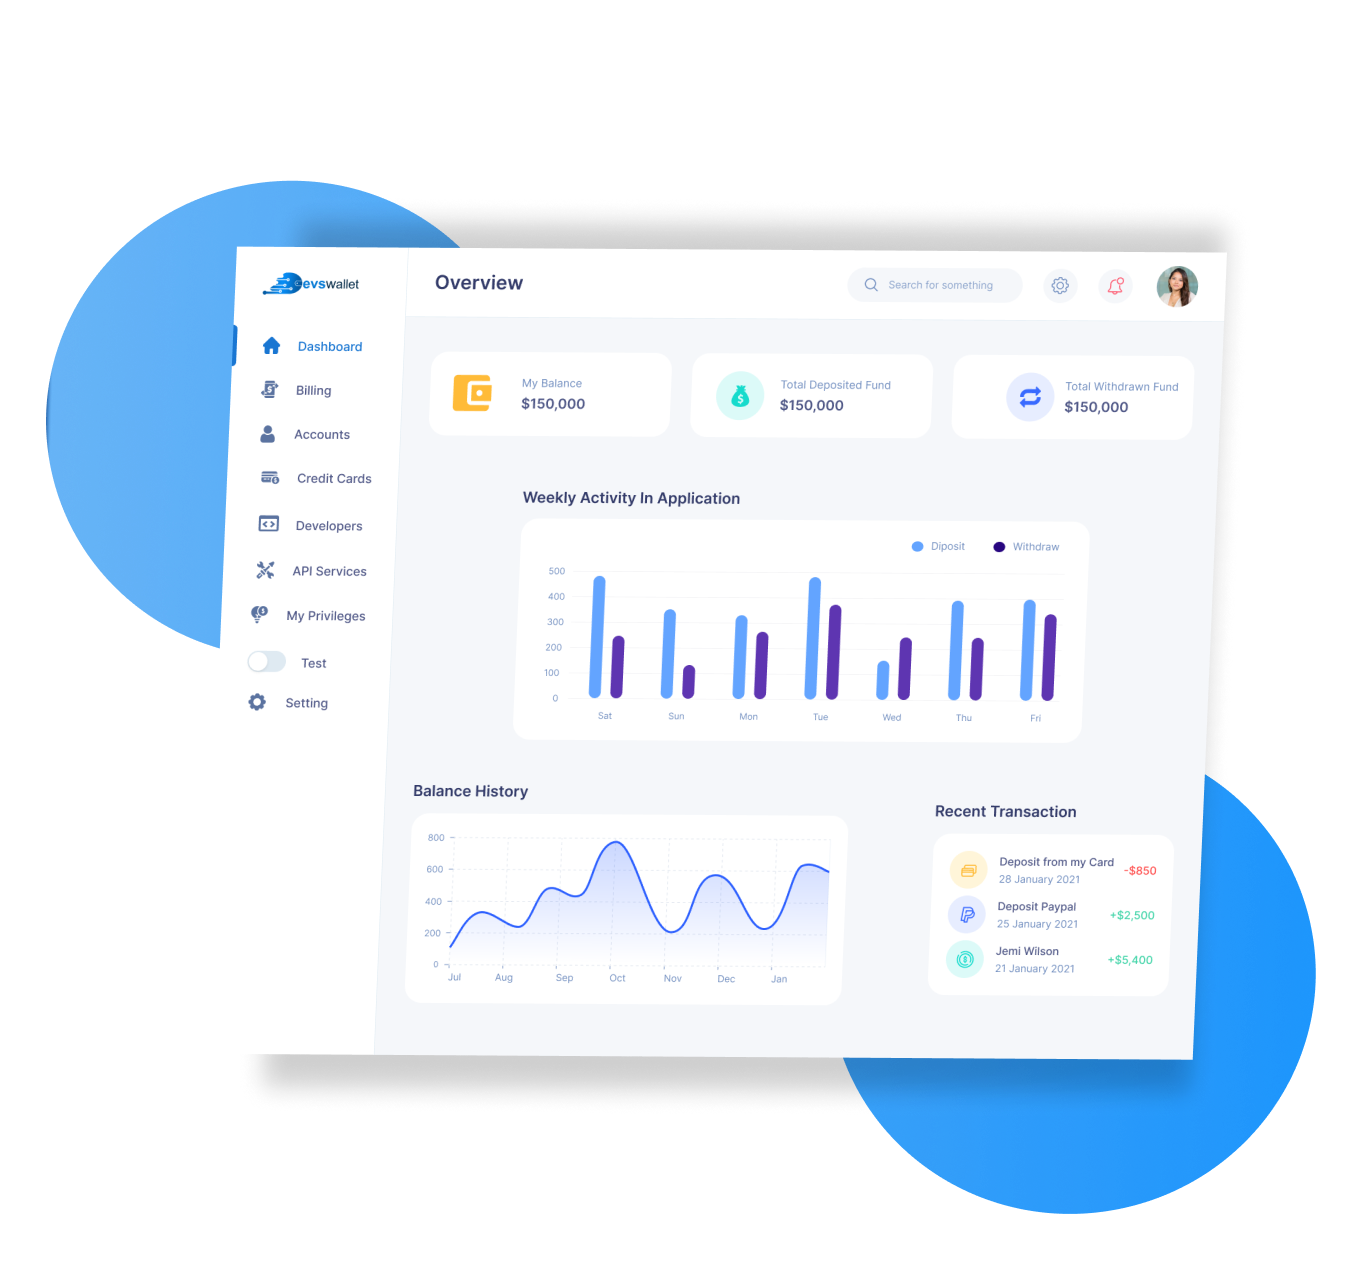 evswallet
Overview
Search for something
Dashboard
Billing
Accounts
Credit Cards
Developers
API Services
My Privileges
Test
Setting
My Balance
$150,000
Total Deposited Fund
$150,000
Total Withdrawn Fund
$150,000
Weekly Activity In Application
Diposit
Withdraw
500
400
300
200
100
0
Sat Sun Mon Tue Wed Thu Fri
Balance History
800
600
400
200
0
Jul Aug Sep Oct Nov Dec Jan
Recent Transaction
Deposit from my Card
28 January 2021
-$850
Deposit Paypal
25 January 2021
+$2,500
Jemi Wilson
21 January 2021
+$5,400